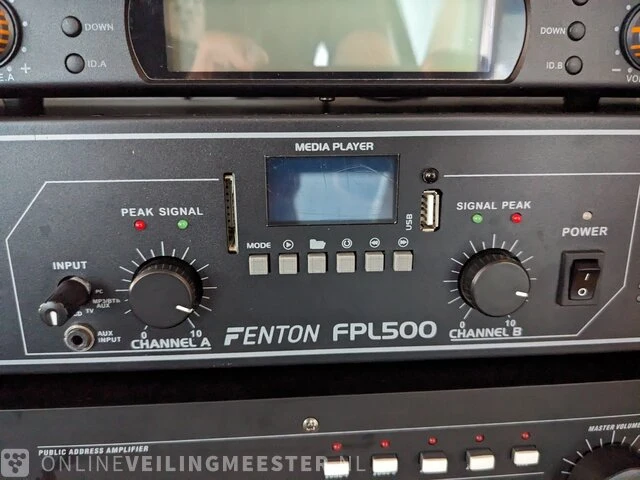 DOWN
DOWN
ID.A
ID.B
E.A
+
-
VO
MEDIA PLAYER
PEAK SIGNAL
SIGNAL PEAK
USB
POWER
MODE
INPUT
PC
MP3/BT
AUX
TV
AUX
INPUT
0 10
CHANNEL A
FENTON FPL500
0 10
CHANNEL B
PUBLIC ADDRESS AMPLIFIER
MASTER VOLUME
ONLINEVEILINGMEESTER.NL